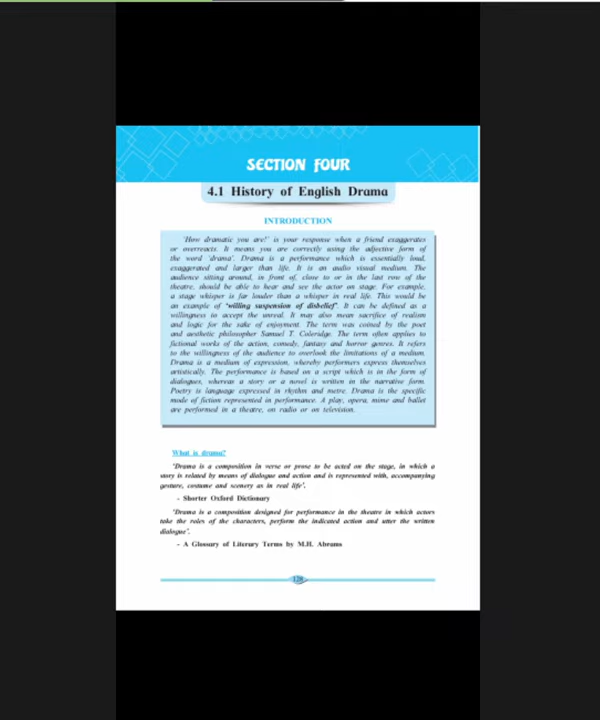 SECTION FOUR
4.1 History of English Drama
INTRODUCTION
'How dramatic you are!' is your response when a friend exaggerates
or overreacts. It means you are correctly using the adjective form of
the word 'drama'. Drama is a performance which is essentially loud,
exaggerated and larger than life. It is an audio visual medium. The
audience sitting around, in front of, close to or in the last row of the
theatre, should be able to hear and see the actor on stage. For example,
a stage whisper is far louder than a whisper in real life. This would be
an example of 'willing suspension of disbelief'. It can be defined as a
willingness to accept the unreal. It may also mean sacrifice of realism
and logic for the sake of enjoyment. The term was coined by the poet
and aesthetic philosopher Samuel T. Coleridge. The term often applies to
fictional works of the action, comedy, fantasy and horror genres. It refers
to the willingness of the audience to overlook the limitations of a medium.
Drama is a medium of expression, whereby performers express themselves
artistically. The performance is based on a script which is in the form of
dialogues, whereas a story or a novel is written in the narrative form.
Poetry is language expressed in rhythm and metre. Drama is the specific
mode of fiction represented in performance. A play, opera, mime and ballet
are performed in a theatre, on radio or on television.
What is drama?
'Drama is a composition in verse or prose to be acted on the stage, in which a
story is related by means of dialogue and action and is represented with, accompanying
gesture, costume and scenery as in real life'.
- Shorter Oxford Dictionary
'Drama is a composition designed for performance in the theatre in which actors
take the roles of the characters, perform the indicated action and utter the written
dialogue'.
- A Glossary of Literary Terms by M.H. Abrams